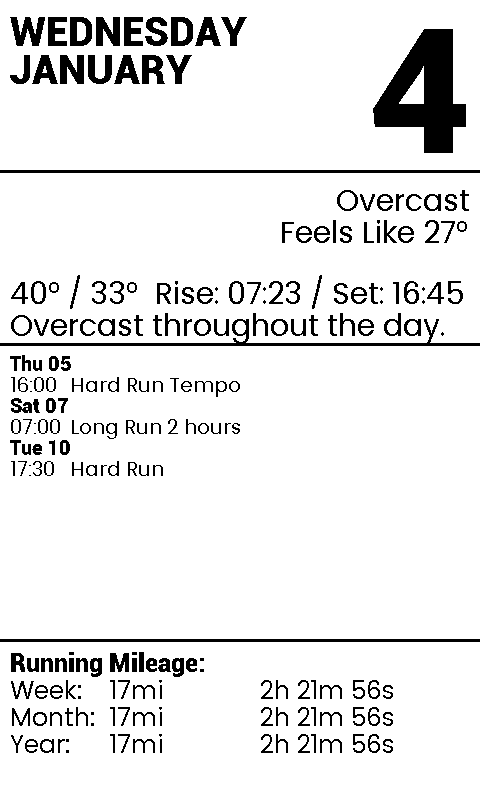 WEDNESDAY
JANUARY
4
Overcast
Feels Like 27°
40° / 33° Rise: 07:23 / Set: 16:45
Overcast throughout the day.
Thu 05
16:00 Hard Run Tempo
Sat 07
07:00 Long Run 2 hours
Tue 10
17:30 Hard Run
Running Mileage:
Week: 17mi 2h 21m 56s
Month: 17mi 2h 21m 56s
Year: 17mi 2h 21m 56s